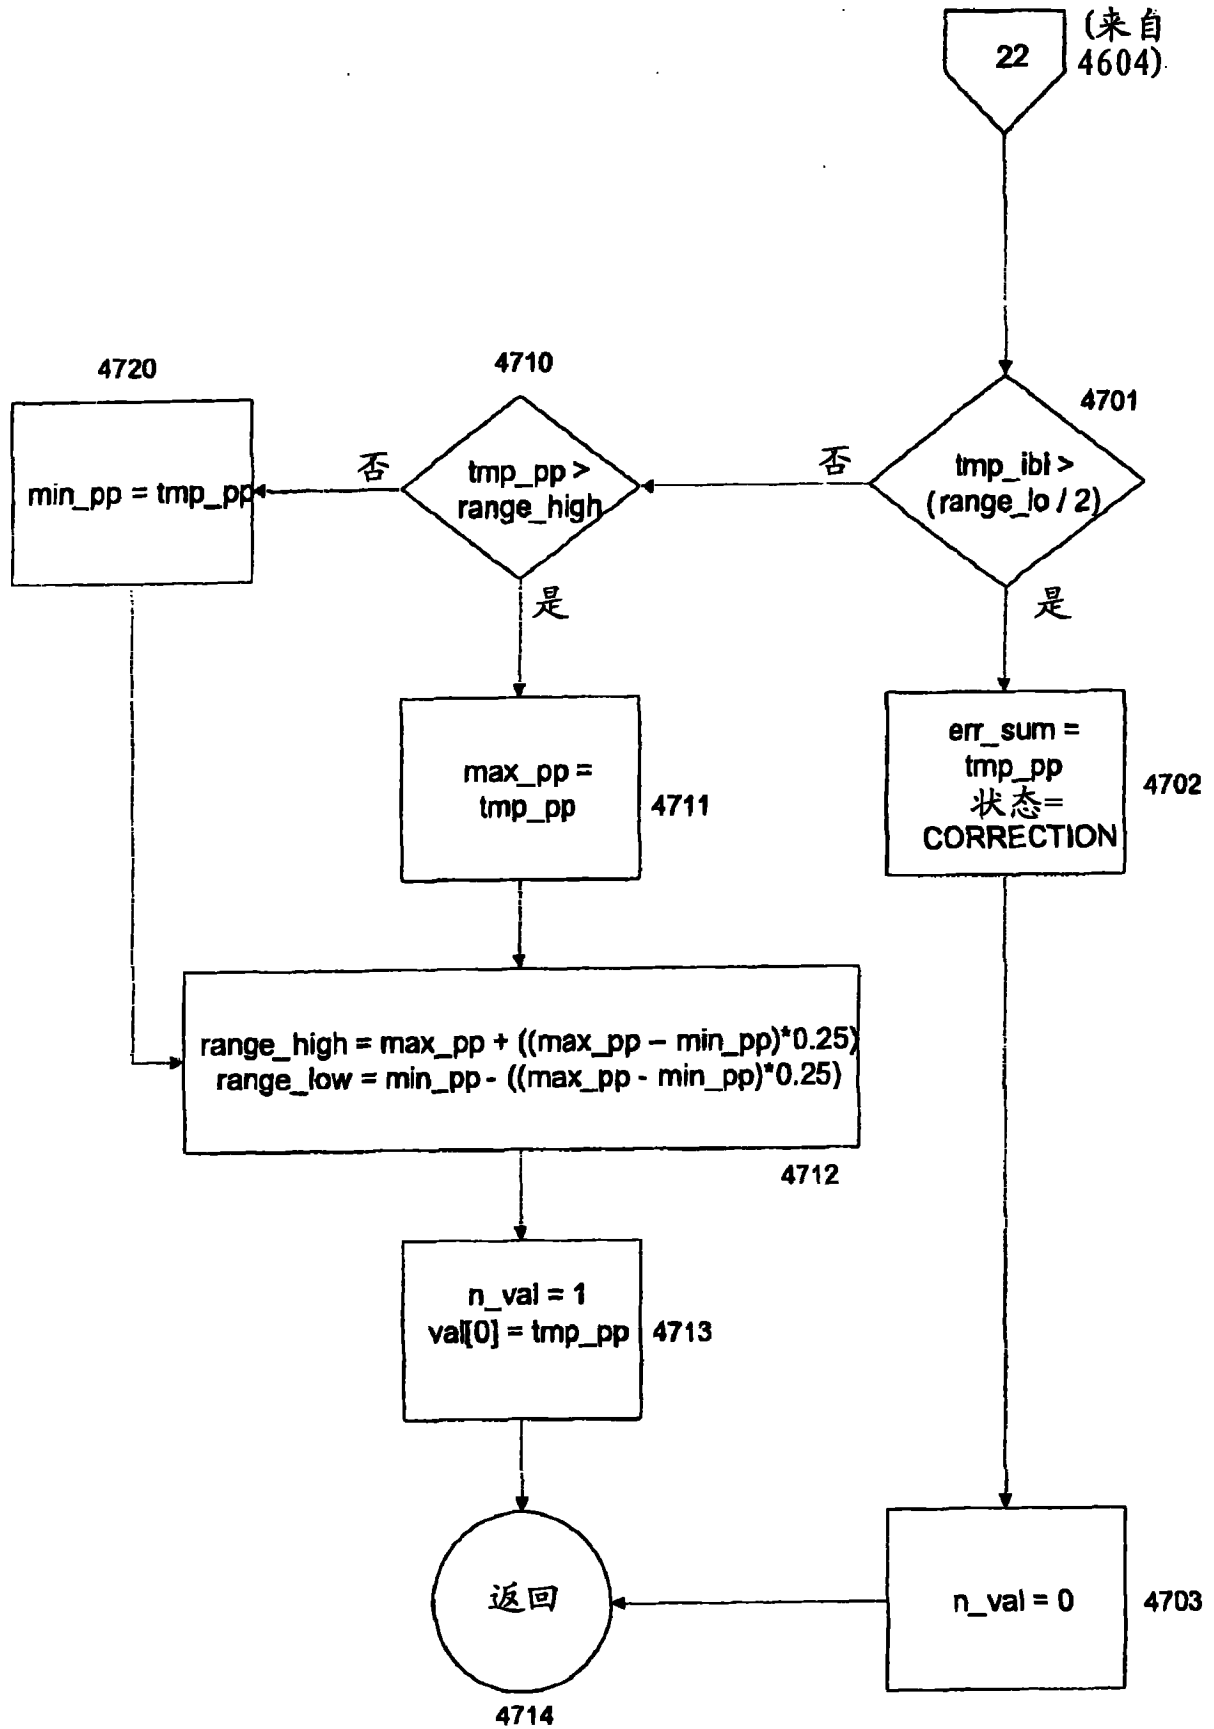 22
(来自
4604)
4701
tmp_ibi >
(range_lo / 2)
否
是
4710
tmp_pp >
range_high
否
是
4720
min_pp = tmp_pp
max_pp =
tmp_pp
4711
err_sum =
tmp_pp
状态=
CORRECTION
4702
range_high = max_pp + ((max_pp – min_pp)*0.25)
range_low = min_pp - ((max_pp - min_pp)*0.25)
4712
n_val = 1
val[0] = tmp_pp
4713
返回
4714
n_val = 0
4703